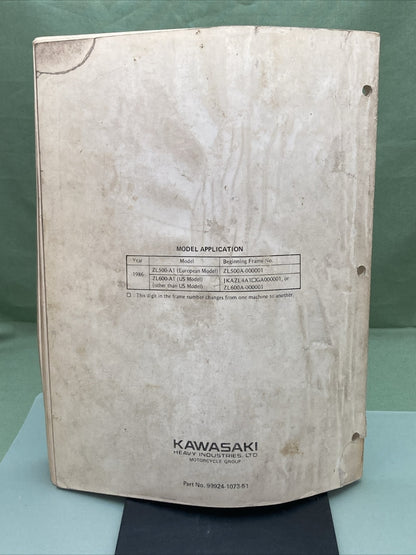 MODEL APPLICATION
Year Model Beginning Frame No.
1986 ZL500-A1 (European Model) ZL500A-000001
ZL600-A1 (US Model) JKAZL4A1□GA000001, or
(other than US Model) ZL600A-000001
□ This digit in the frame number changes from one machine to another.
KAWASAKI
HEAVY INDUSTRIES, LTD.
MOTORCYCLE GROUP
Part No. 99924-1073-51